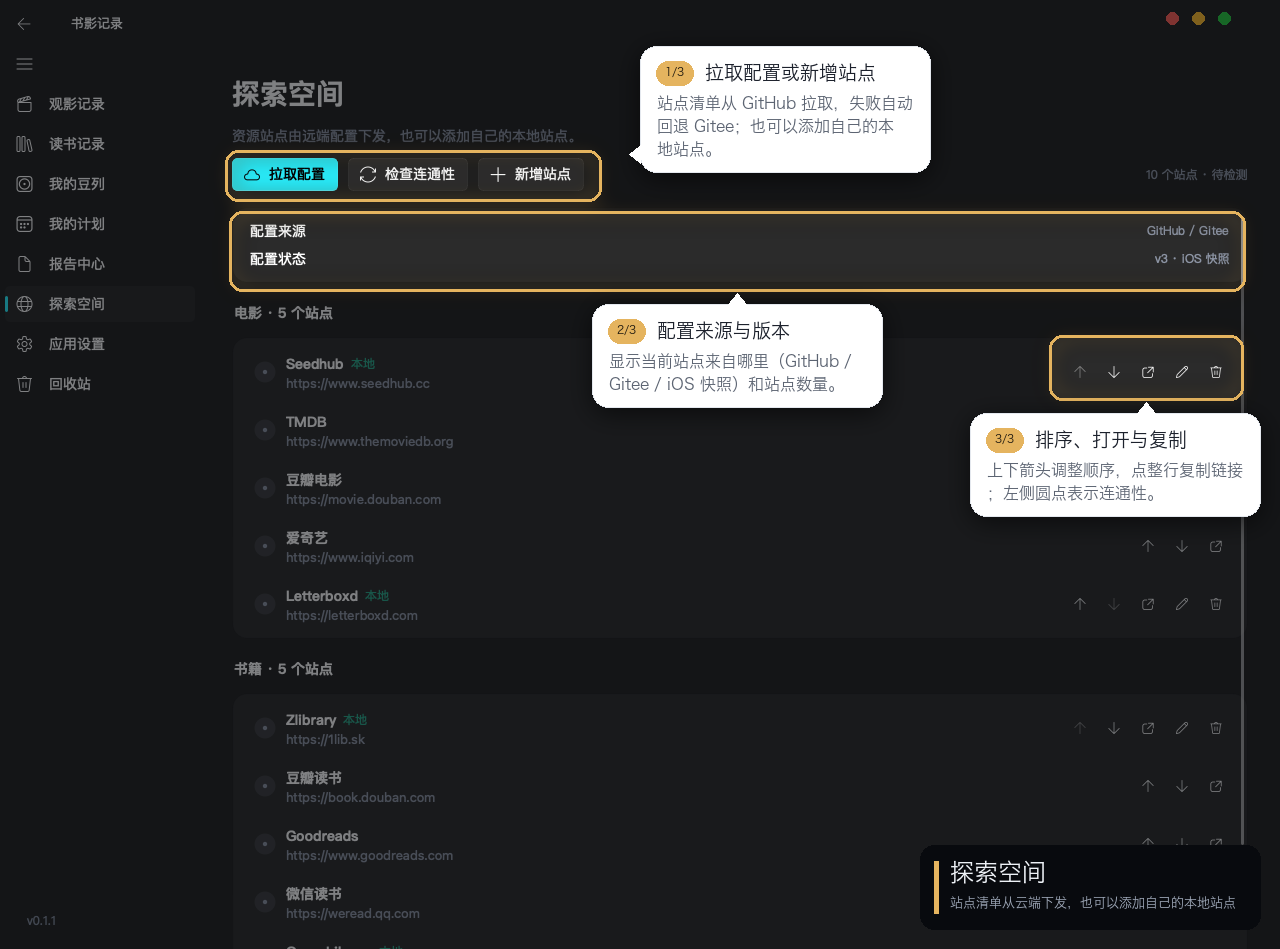 书影记录
观影记录
读书记录
我的豆列
我的计划
报告中心
探索空间
应用设置
回收站
v0.1.1
探索空间
资源站点由远端配置下发，也可以添加自己的本地站点。
拉取配置
检查连通性
新增站点
10 个站点 · 待检测
1/3 拉取配置或新增站点
站点清单从 GitHub 拉取，失败自动
回退 Gitee；也可以添加自己的本
地站点。
配置来源
GitHub / Gitee
配置状态
v3 · iOS 快照
2/3 配置来源与版本
显示当前站点来自哪里（GitHub /
Gitee / iOS 快照）和站点数量。
电影 · 5 个站点
Seedhub 本地
https://www.seedhub.cc
TMDB
https://www.themoviedb.org
豆瓣电影
https://movie.douban.com
爱奇艺
https://www.iqiyi.com
Letterboxd 本地
https://letterboxd.com
3/3 排序、打开与复制
上下箭头调整顺序，点整行复制链接
；左侧圆点表示连通性。
书籍 · 5 个站点
Zlibrary 本地
https://1lib.sk
豆瓣读书
https://book.douban.com
Goodreads
https://www.goodreads.com
微信读书
https://weread.qq.com
探索空间
站点清单从云端下发，也可以添加自己的本地站点